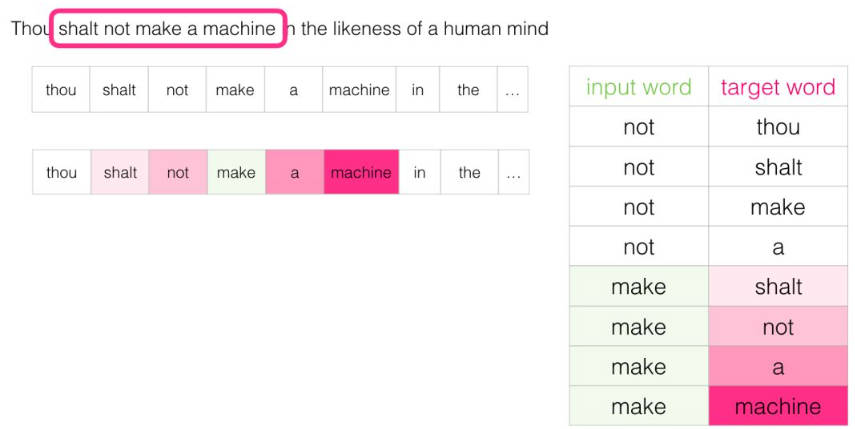 Thou shalt not make a machine in the likeness of a human mind
thou shalt not make a machine in the ...
thou shalt not make a machine in the ...
input word target word
not thou
not shalt
not make
not a
make shalt
make not
make a
make machine